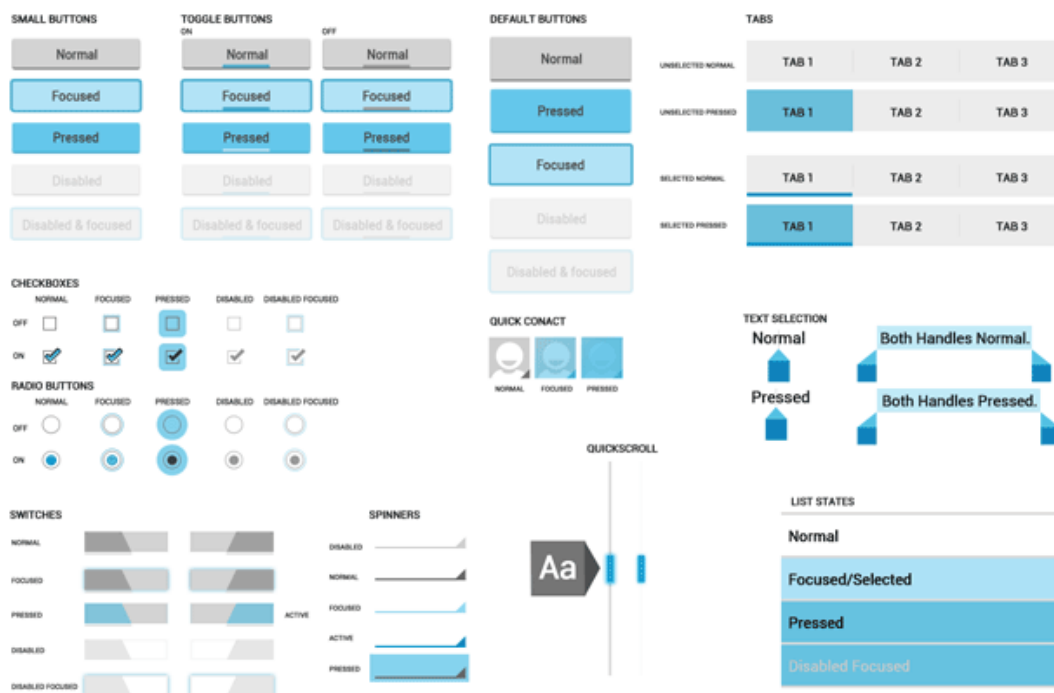 SMALL BUTTONS
Normal
Focused
Pressed
Disabled
Disabled & focused
TOGGLE BUTTONS
ON
OFF
Normal
Normal
Focused
Focused
Pressed
Pressed
Disabled
Disabled
Disabled & focused
Disabled & focused
DEFAULT BUTTONS
Normal
Pressed
Focused
Disabled
Disabled & focused
TABS
UNSELECTED NORMAL
TAB 1
TAB 2
TAB 3
UNSELECTED PRESSED
TAB 1
TAB 2
TAB 3
SELECTED NORMAL
TAB 1
TAB 2
TAB 3
SELECTED PRESSED
TAB 1
TAB 2
TAB 3
CHECKBOXES
NORMAL
FOCUSED
PRESSED
DISABLED
DISABLED FOCUSED
OFF
ON
RADIO BUTTONS
NORMAL
FOCUSED
PRESSED
DISABLED
DISABLED FOCUSED
OFF
ON
QUICK CONACT
NORMAL
FOCUSED
PRESSED
TEXT SELECTION
Normal
Both Handles Normal.
Pressed
Both Handles Pressed.
QUICKSCROLL
Aa
SWITCHES
NORMAL
FOCUSED
PRESSED
ACTIVE
DISABLED
DISABLED FOCUSED
SPINNERS
DISABLED
NORMAL
FOCUSED
ACTIVE
PRESSED
LIST STATES
Normal
Focused/Selected
Pressed
Disabled Focused